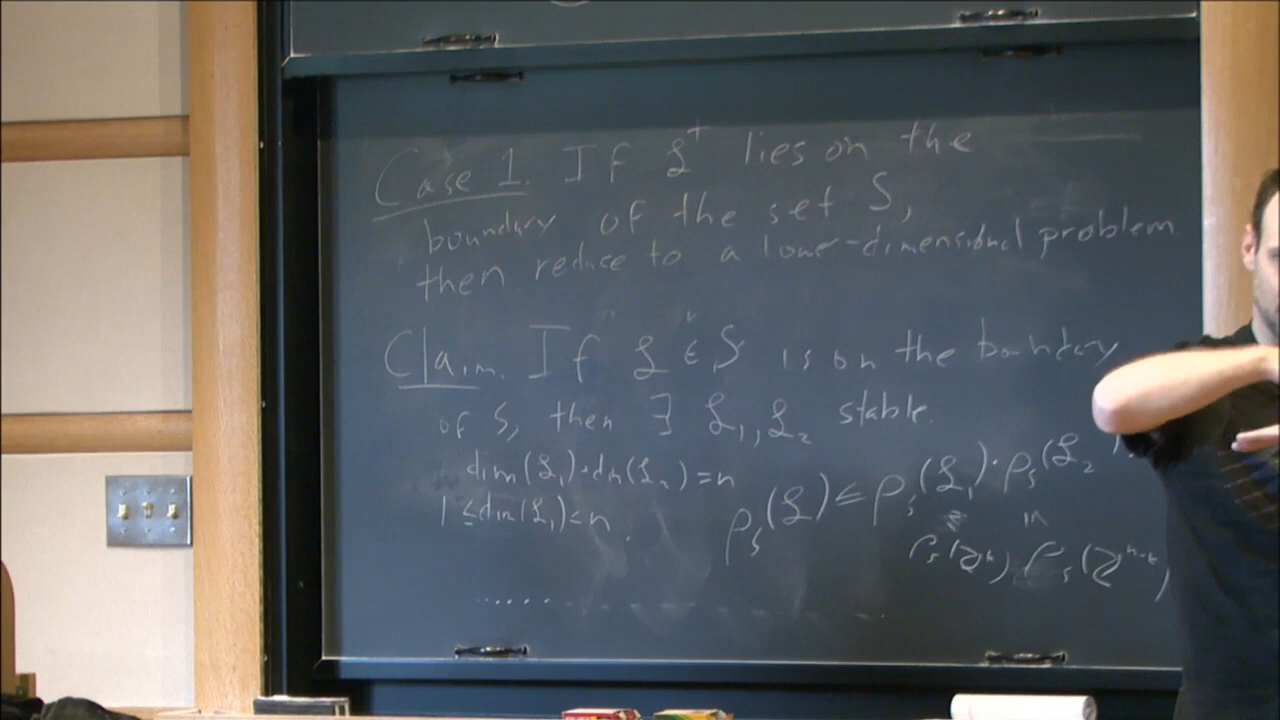 Case 1. If ℒ† lies on the
boundary of the set S,
then reduce to a lower-dimensional problem
Claim. If ℒ ∈ S is on the boundary
of S, then ∃ ℒ₁, ℒ₂ stable.
dim(ℒ₁)+dim(ℒ₂)=n
1≤dim(ℒ₁)<n.
ρₛ(ℒ) ≤ ρₛ(ℒ₁)·ρₛ(ℒ₂)
ρₛ(ℤᵏ) ρₛ(ℤⁿ⁻ᵏ)